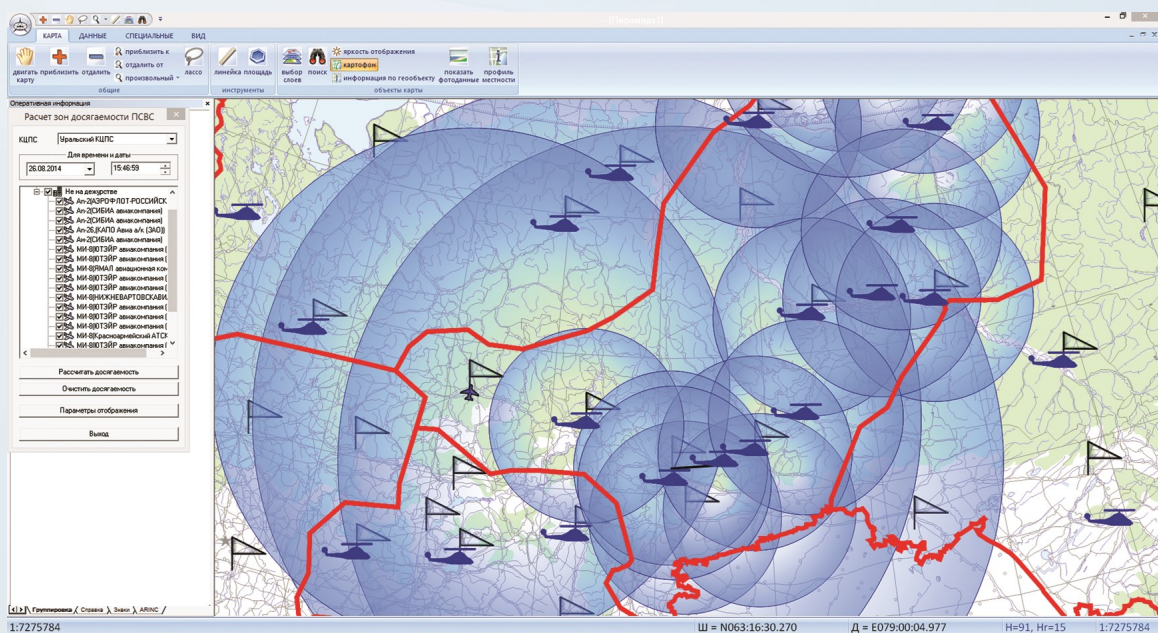 КАРТА ДАННЫЕ СПЕЦИАЛЬНЫЕ ВИД
двигать карту
приблизить
отдалить
приблизить к
отдалить от
произвольный
лассо
общие
линейка
площадь
инструменты
выбор слоев
поиск
яркость отображения
картофон
информация по геообъекту
показать фотоданные
профиль местности
объекты карты
Оперативная информация
Расчет зон досягаемости ПСВС
КЦПС Уральский КЦПС
Для времени и даты
26.08.2014 15:46:59
Не на дежурстве
Ан-2(АЭРОФЛОТ-РОССИЙСК
Ан-2(СИБИА авиакомпания)
Ан-2(СИБИА авиакомпания)
Ан-26,(КАПО Авиа а/к (ЗАО))
Ан-2(СИБИА авиакомпания)
МИ-8(ЮТЭЙР авиакомпания (
МИ-8(ЮТЭЙР авиакомпания (
МИ-8(ЯМАЛ авиационная ком
МИ-8(ЮТЭЙР авиакомпания (
МИ-8(ЮТЭЙР авиакомпания (
МИ-8(НИЖНЕВАРТОВСКАВИ
МИ-8(ЮТЭЙР авиакомпания (
МИ-8(ЮТЭЙР авиакомпания (
МИ-8(ЮТЭЙР авиакомпания (
МИ-8(Красноармейский АТСК
МИ-8(ЮТЭЙР авиакомпания (
Рассчитать досягаемость
Очистить досягаемость
Параметры отображения
Выход
Группировка Справка Знаки ARINC
1:7275784 Ш = N063:16:30.270 Д = E079:00:04.977 H=91, Hr=15 1:7275784